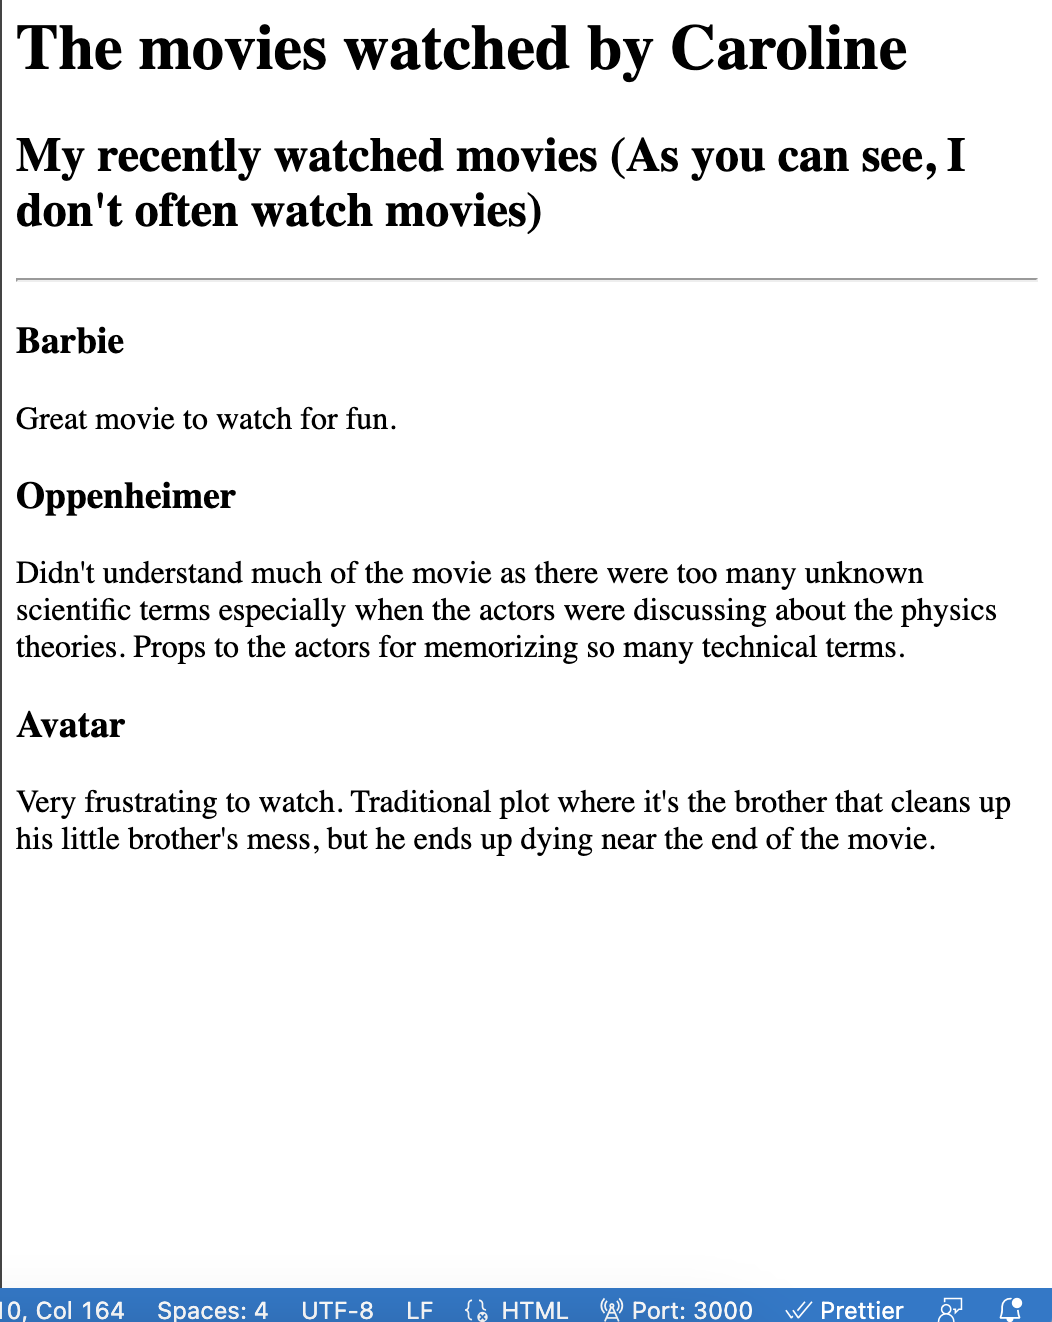 The movies watched by Caroline
My recently watched movies (As you can see, I
don't often watch movies)
Barbie
Great movie to watch for fun.
Oppenheimer
Didn't understand much of the movie as there were too many unknown
scientific terms especially when the actors were discussing about the physics
theories. Props to the actors for memorizing so many technical terms.
Avatar
Very frustrating to watch. Traditional plot where it's the brother that cleans up
his little brother's mess, but he ends up dying near the end of the movie.
10, Col 164 Spaces: 4 UTF-8 LF HTML Port: 3000 Prettier